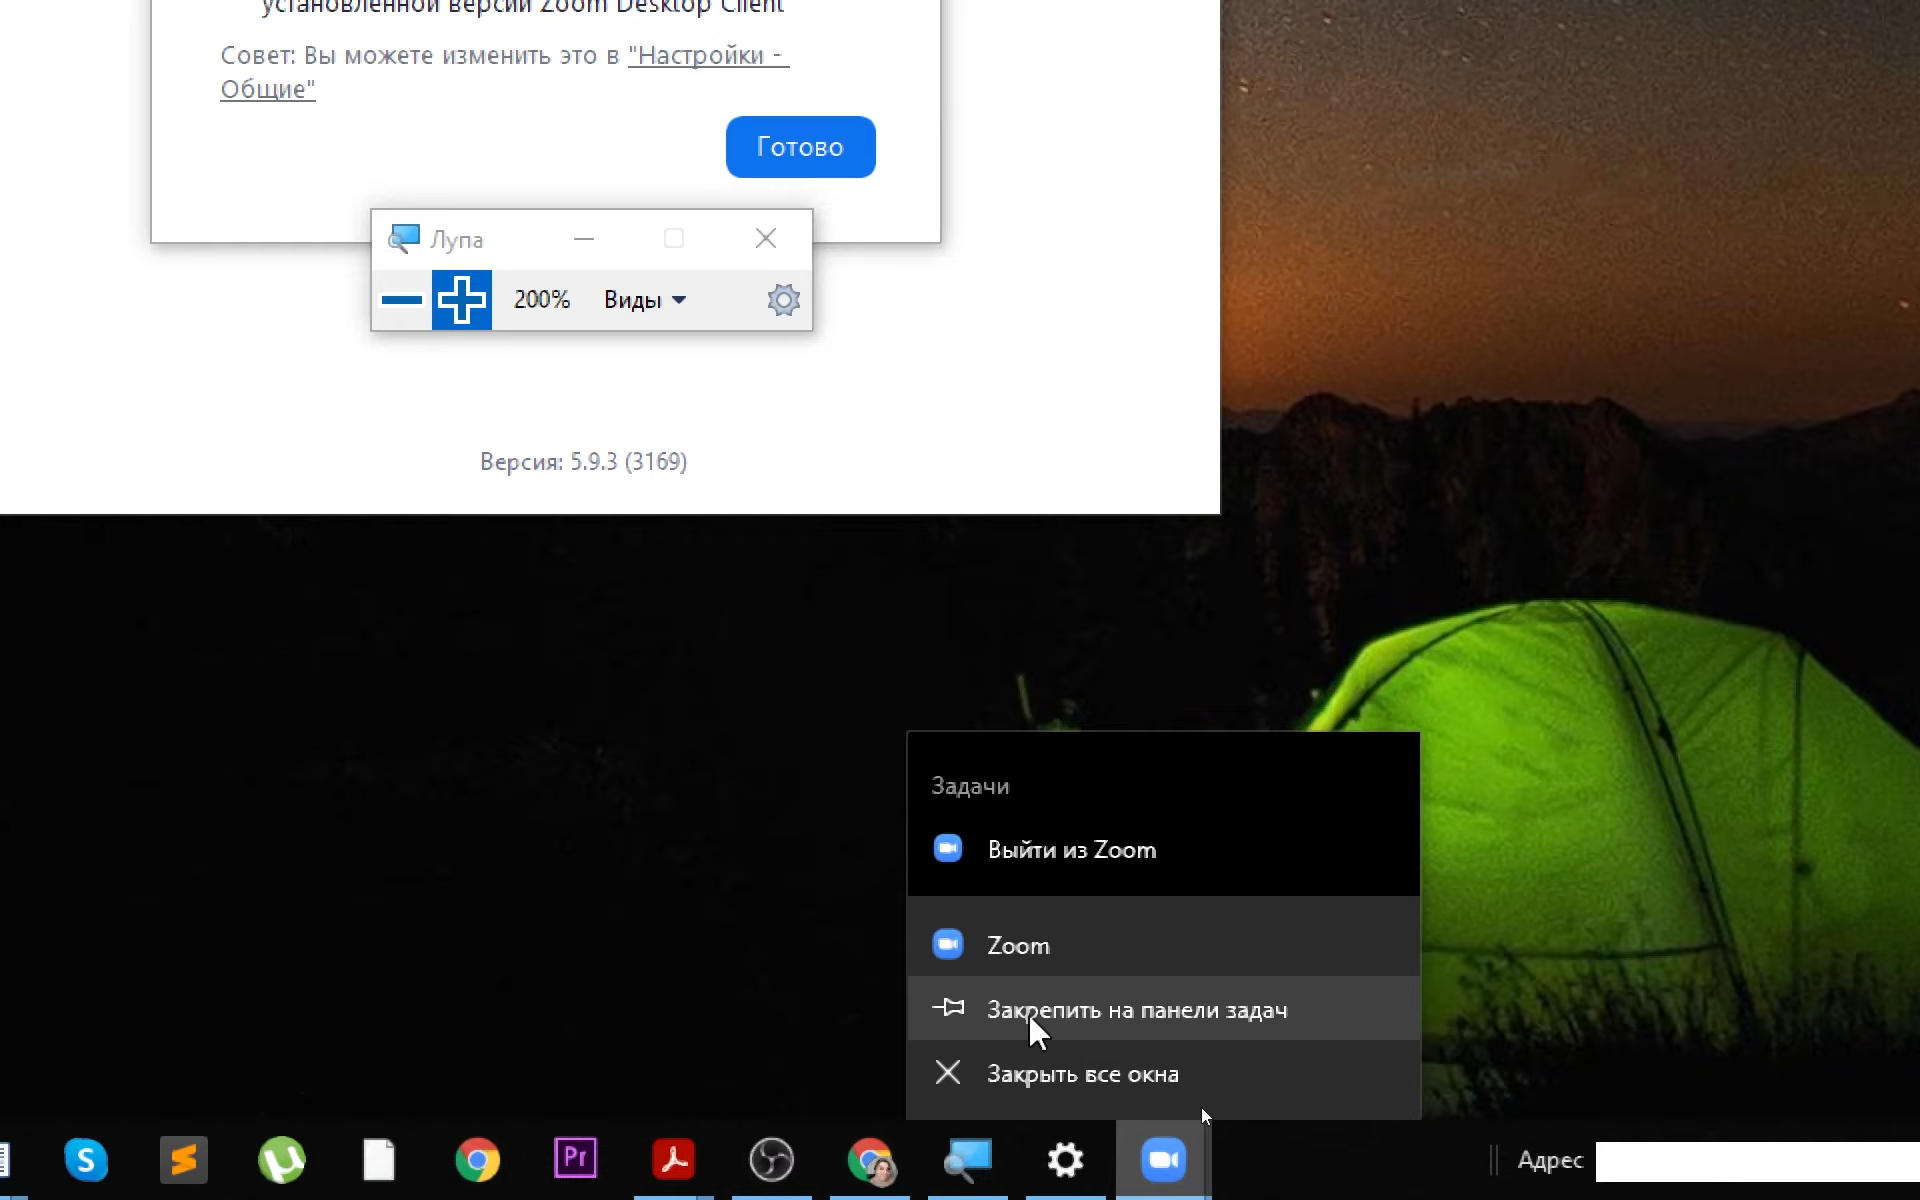 установленной версии Zoom Desktop Client
Совет: Вы можете изменить это в "Настройки -
Общие"
Готово
Лупа
200% Виды
Версия: 5.9.3 (3169)
Задачи
Выйти из Zoom
Zoom
Закрепить на панели задач
Закрыть все окна
S
Pr
Адрес